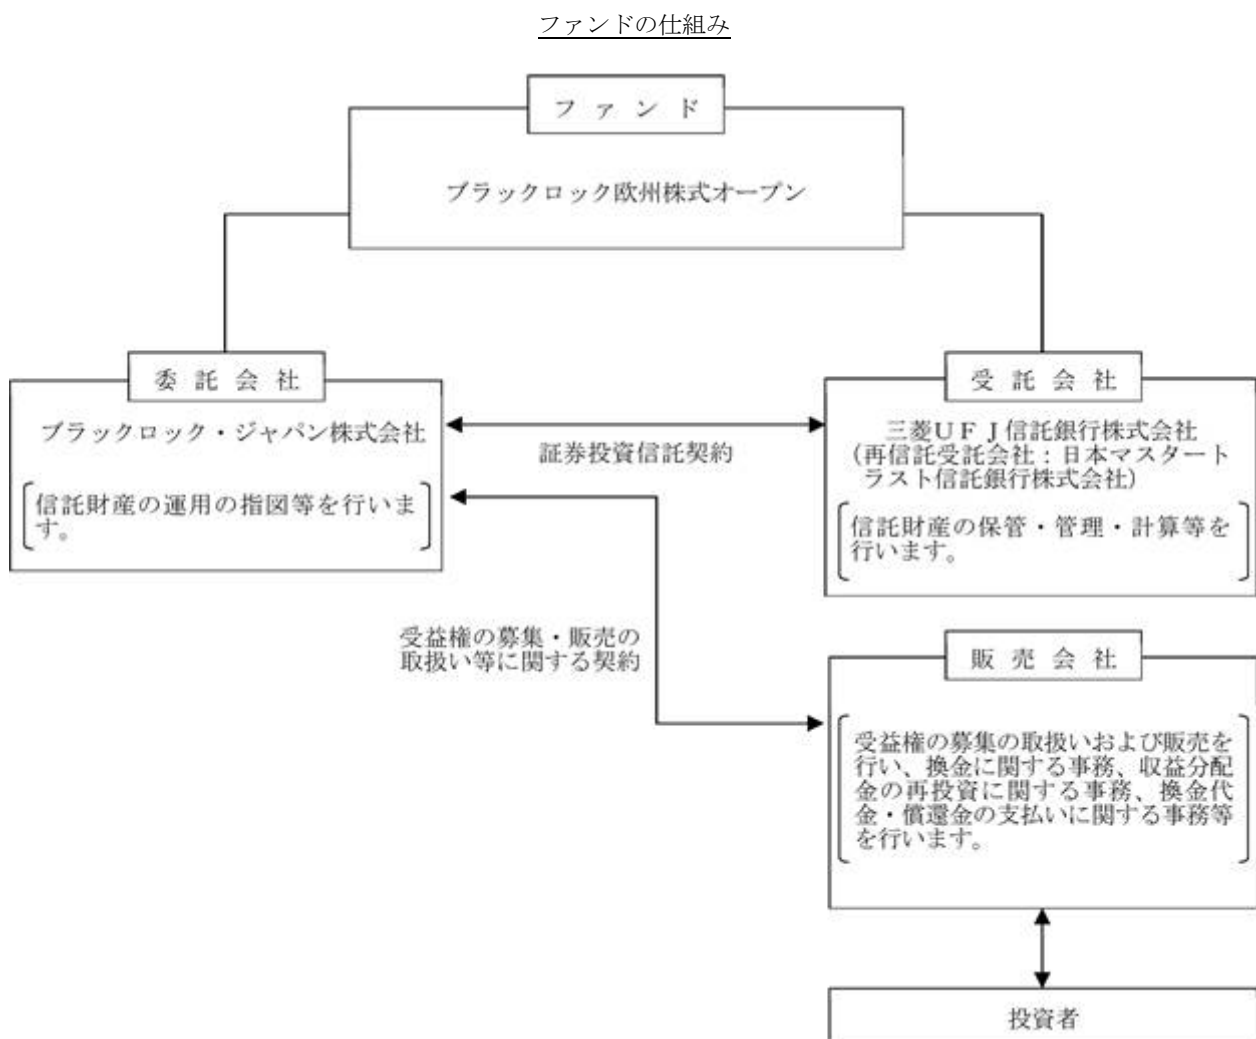 ファンドの仕組み
ファンド
ブラックロック欧州株式オープン
委託会社
ブラックロック・ジャパン株式会社
信託財産の運用の指図等を行いま
す。
証券投資信託契約
受託会社
三菱UFJ信託銀行株式会社
(再信託受託会社：日本マスタート
ラスト信託銀行株式会社)
信託財産の保管・管理・計算等を
行います。
受益権の募集・販売の
取扱い等に関する契約
販売会社
受益権の募集の取扱いおよび販売を
行い、換金に関する事務、収益分配
金の再投資に関する事務、換金代
金・償還金の支払いに関する事務等
を行います。
投資者